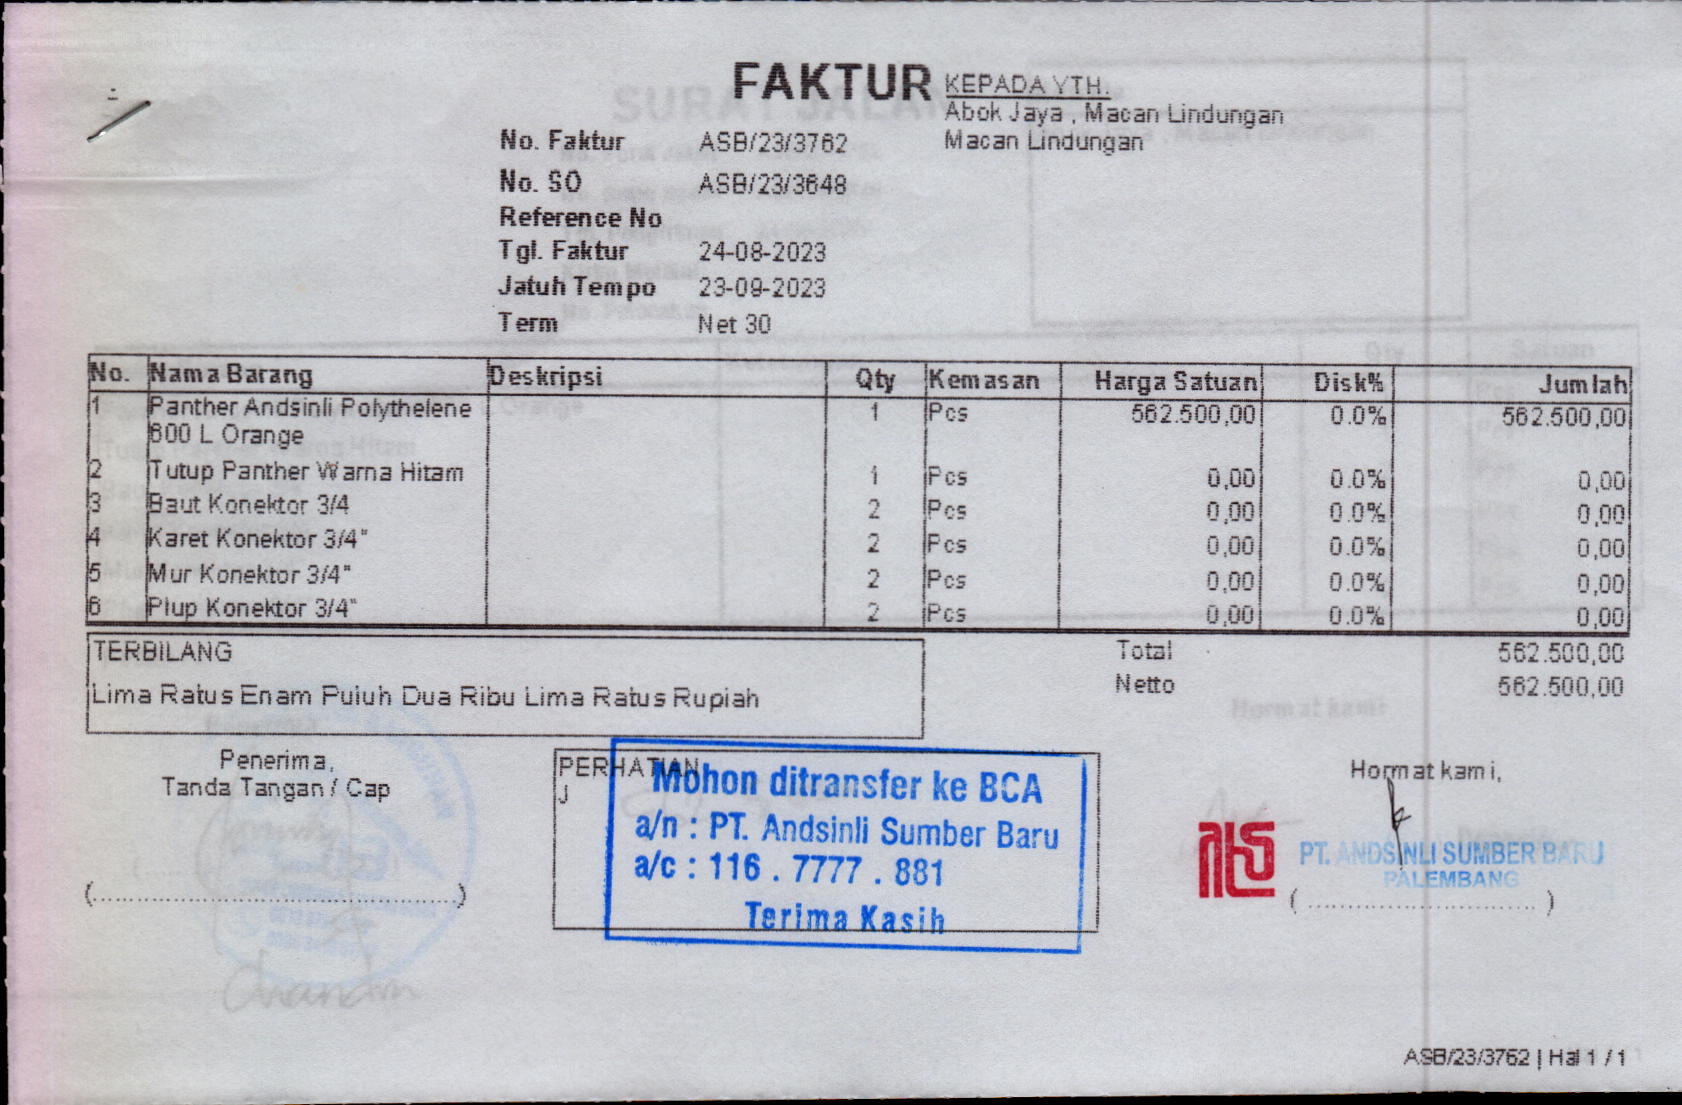 FAKTUR
KEPADA YTH.
Abok Jaya , Macan Lindungan
Macan Lindungan
No. Faktur ASB/23/3762
No. SO ASB/23/3648
Reference No
Tgl. Faktur 24-08-2023
Jatuh Tempo 23-09-2023
Term Net 30
No. Nama Barang Deskripsi Qty Kemasan Harga Satuan Disk% Jumlah
1 Panther Andsinli Polythelene 1 Pcs 562.500,00 0.0% 562.500,00
600 L Orange
2 Tutup Panther Warna Hitam 1 Pcs 0,00 0.0% 0,00
3 Baut Konektor 3/4 2 Pcs 0,00 0.0% 0,00
4 Karet Konektor 3/4" 2 Pcs 0,00 0.0% 0,00
5 Mur Konektor 3/4" 2 Pcs 0,00 0.0% 0,00
6 Plup Konektor 3/4" 2 Pcs 0,00 0.0% 0,00
TERBILANG
Lima Ratus Enam Puluh Dua Ribu Lima Ratus Rupiah
Total 562.500,00
Netto 562.500,00
Penerima,
Tanda Tangan / Cap
(................................................)
PERHATIAN
J
Mohon ditransfer ke BCA
a/n : PT. Andsinli Sumber Baru
a/c : 116 . 7777 . 881
Terima Kasih
Hormat kami,
PT. ANDSINLI SUMBER BARU
PALEMBANG
( ............................. )
ASB/23/3762 | Hal 1 / 1